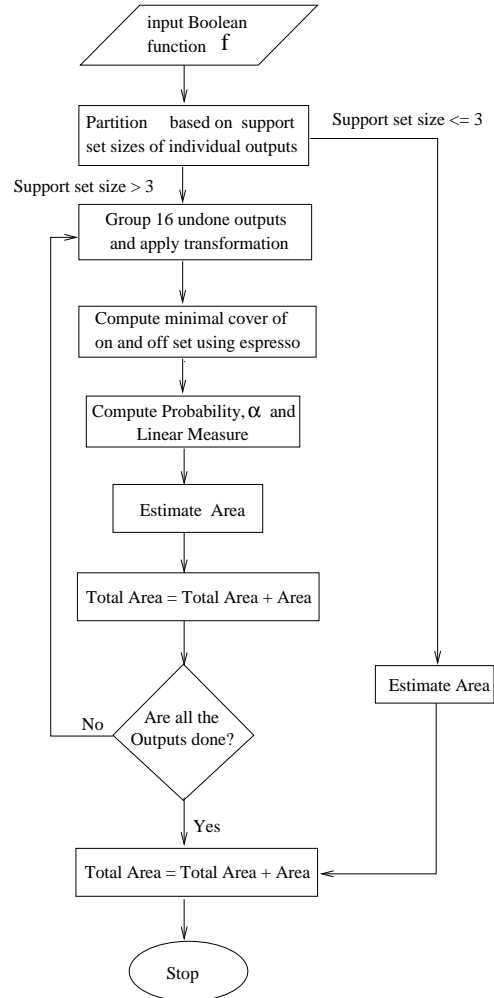 input Boolean
function f
Partition based on support
set sizes of individual outputs
Support set size <= 3
Support set size > 3
Group 16 undone outputs
and apply transformation
Compute minimal cover of
on and off set using espresso
Compute Probability, α and
Linear Measure
Estimate Area
Total Area = Total Area + Area
Estimate Area
Are all the
Outputs done?
No
Yes
Total Area = Total Area + Area
Stop